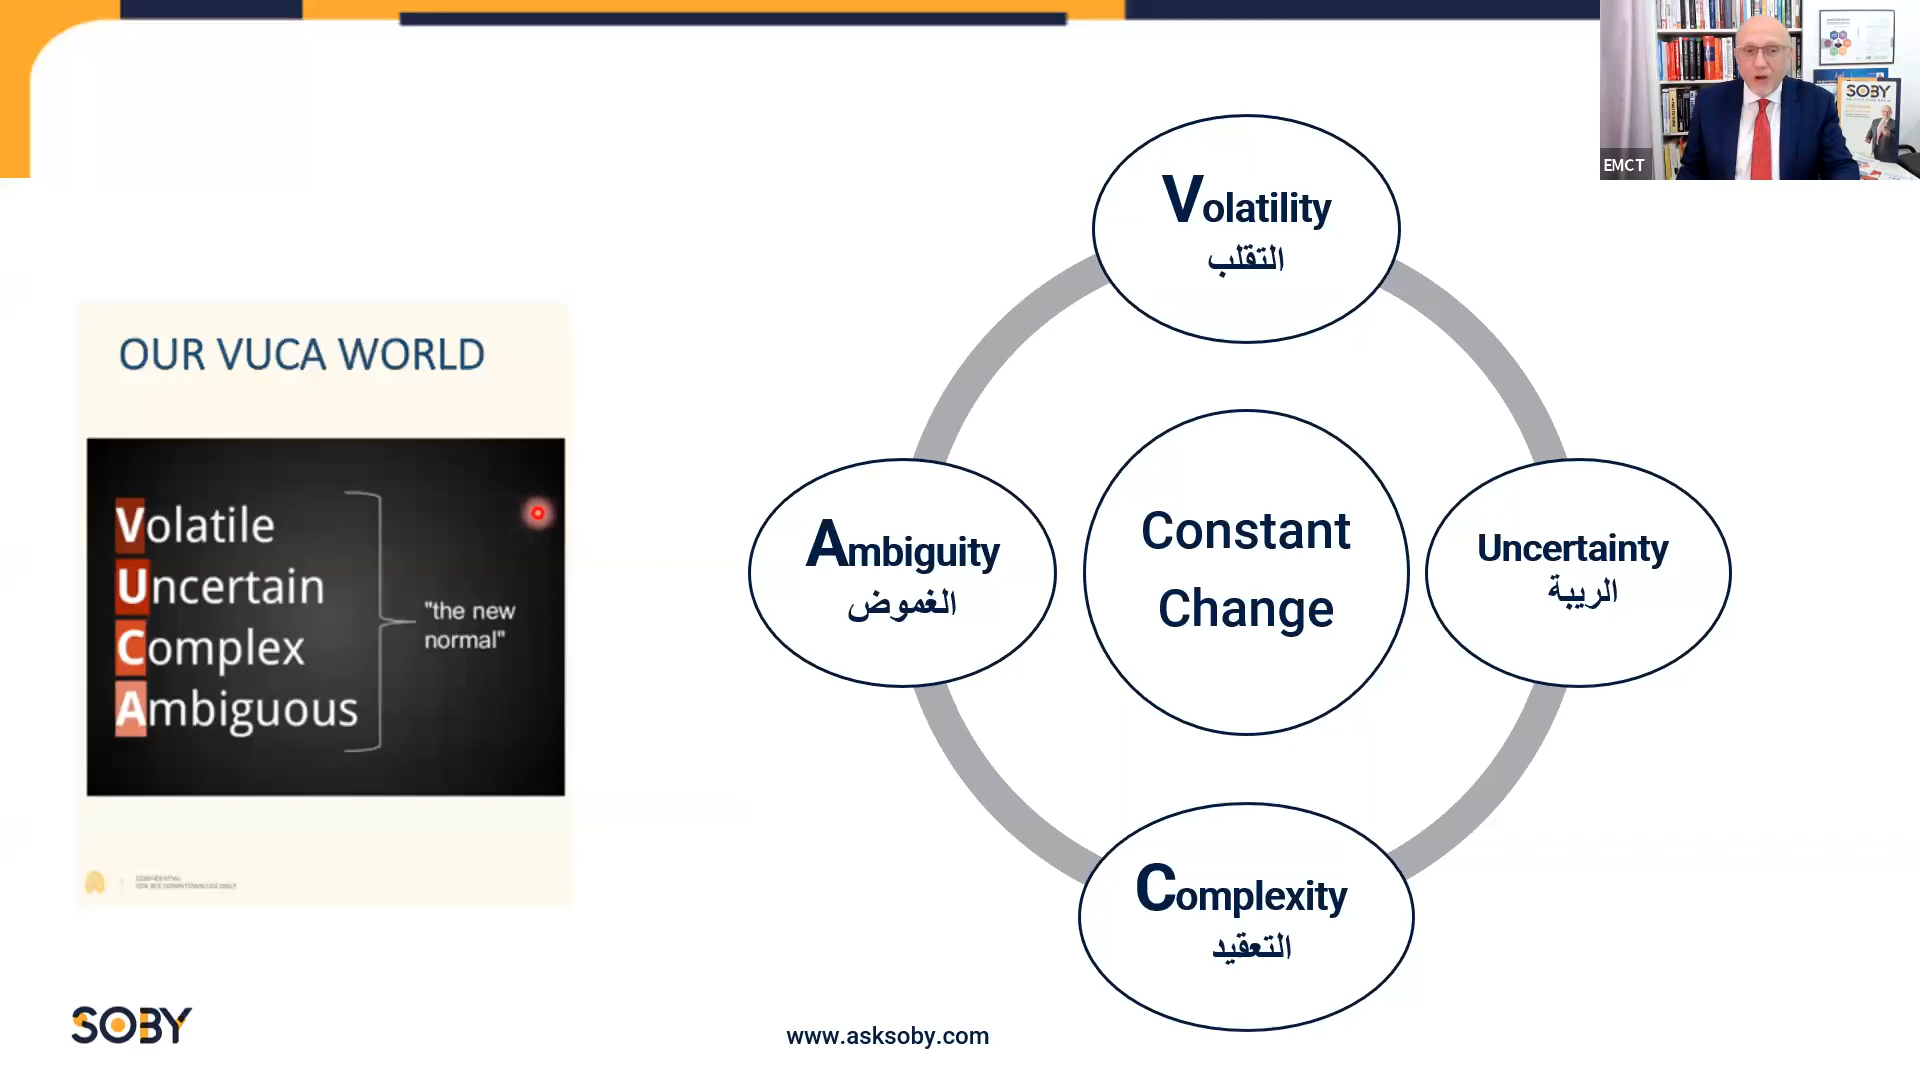 EMCT
SOBY
OUR VUCA WORLD
Volatile
Uncertain
Complex
Ambiguous
"the new
normal"
Volatility
التقلب
Uncertainty
الريبة
Complexity
التعقيد
Ambiguity
الغموض
Constant
Change
SOBY
www.asksoby.com